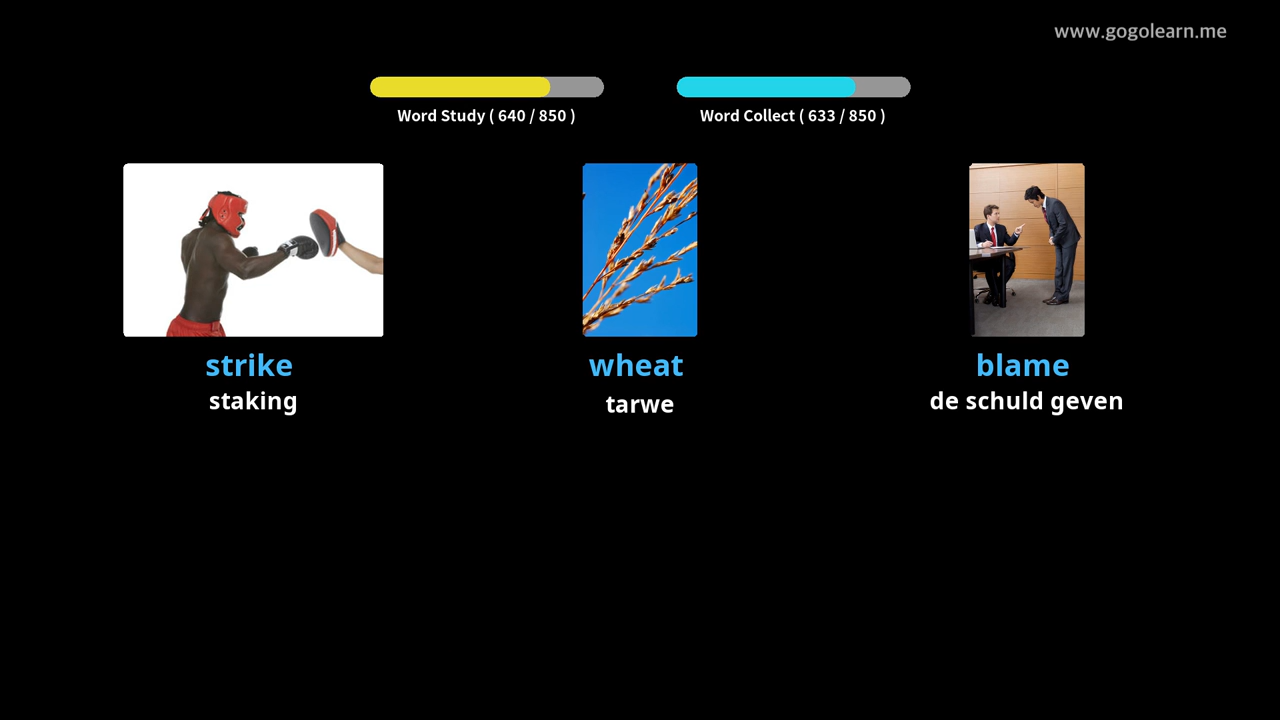 www.gogolearn.me
Word Study ( 640 / 850 )
Word Collect ( 633 / 850 )
strike
wheat
blame
staking
tarwe
de schuld geven